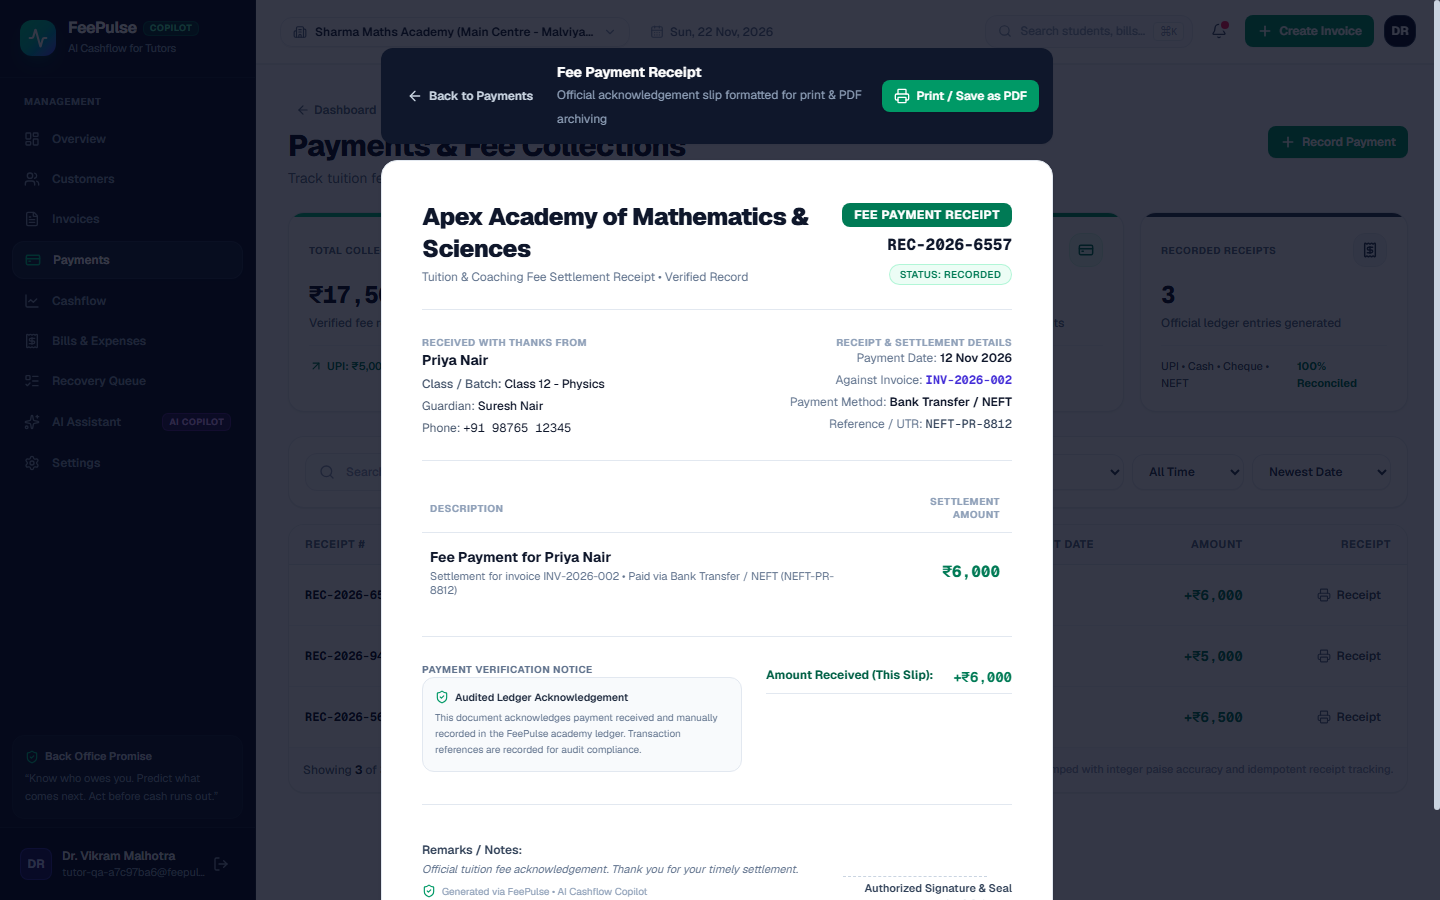 FeePulse COPILOT
AI Cashflow for Tutors
MANAGEMENT
Overview
Customers
Invoices
Payments
Cashflow
Bills & Expenses
Recovery Queue
AI Assistant AI COPILOT
Settings
Back Office Promise
"Know who owes you. Predict what
comes next. Act before cash runs out."
DR Dr. Vikram Malhotra
tutor-qa-a7c97ba6@feepul...
Sharma Maths Academy (Main Centre - Malviya...
Sun, 22 Nov, 2026
Search students, bills... ⌘K
Create Invoice
DR
Dashboard
Payments & Fee Collections
Track tuition fe
Record Payment
TOTAL COLLE
₹17,50
Verified fee r
UPI: ₹5,00
ts
RECORDED RECEIPTS
3
Official ledger entries generated
UPI • Cash • Cheque • NEFT
100% Reconciled
Searc
All Time
Newest Date
RECEIPT #
T DATE
AMOUNT
RECEIPT
REC-2026-65
+₹6,000
Receipt
REC-2026-94
+₹5,000
Receipt
REC-2026-56
+₹6,500
Receipt
Showing 3 of
mped with integer paise accuracy and idempotent receipt tracking.
Back to Payments
Fee Payment Receipt
Official acknowledgement slip formatted for print & PDF
archiving
Print / Save as PDF
Apex Academy of Mathematics &
Sciences
Tuition & Coaching Fee Settlement Receipt • Verified Record
FEE PAYMENT RECEIPT
REC-2026-6557
STATUS: RECORDED
RECEIVED WITH THANKS FROM
Priya Nair
Class / Batch: Class 12 - Physics
Guardian: Suresh Nair
Phone: +91 98765 12345
RECEIPT & SETTLEMENT DETAILS
Payment Date: 12 Nov 2026
Against Invoice: INV-2026-002
Payment Method: Bank Transfer / NEFT
Reference / UTR: NEFT-PR-8812
DESCRIPTION
SETTLEMENT
AMOUNT
Fee Payment for Priya Nair
Settlement for invoice INV-2026-002 • Paid via Bank Transfer / NEFT (NEFT-PR-
8812)
₹6,000
PAYMENT VERIFICATION NOTICE
Audited Ledger Acknowledgement
This document acknowledges payment received and manually
recorded in the FeePulse academy ledger. Transaction
references are recorded for audit compliance.
Amount Received (This Slip): +₹6,000
Remarks / Notes:
Official tuition fee acknowledgement. Thank you for your timely settlement.
Generated via FeePulse • AI Cashflow Copilot
Authorized Signature & Seal